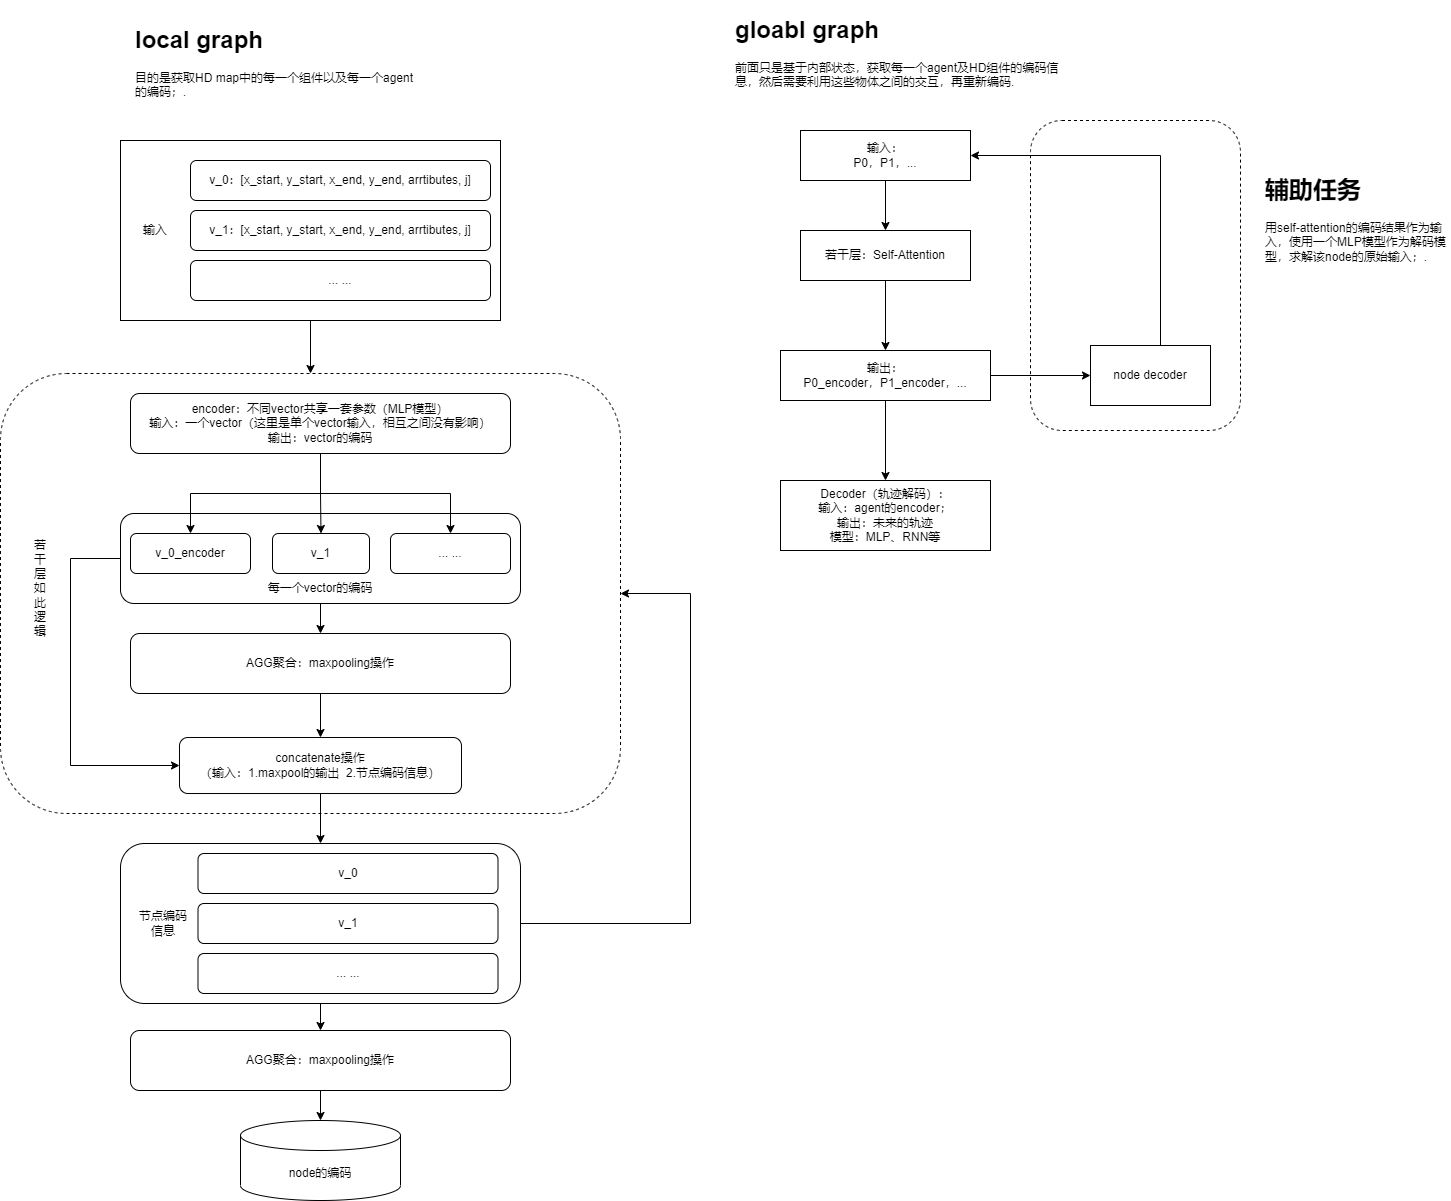 local graph
目的是获取HD map中的每一个组件以及每一个agent
的编码；.
输入
v_0：[x_start, y_start, x_end, y_end, arrtibutes, j]
v_1：[x_start, y_start, x_end, y_end, arrtibutes, j]
... ...
encoder：不同vector共享一套参数（MLP模型）
输入：一个vector（这里是单个vector输入，相互之间没有影响）
输出：vector的编码
若干层如此逻辑
v_0_encoder
v_1
... ...
每一个vector的编码
AGG聚合：maxpooling操作
concatenate操作
（输入：1.maxpool的输出 2.节点编码信息）
节点编码
信息
v_0
v_1
... ...
AGG聚合：maxpooling操作
node的编码
gloabl graph
前面只是基于内部状态，获取每一个agent及HD组件的编码信
息，然后需要利用这些物体之间的交互，再重新编码.
输入：
P0，P1，...
若干层：Self-Attention
输出：
P0_encoder，P1_encoder，...
node decoder
Decoder（轨迹解码）：
输入：agent的encoder；
输出：未来的轨迹
模型：MLP、RNN等
辅助任务
用self-attention的编码结果作为输
入，使用一个MLP模型作为解码模
型，求解该node的原始输入；.